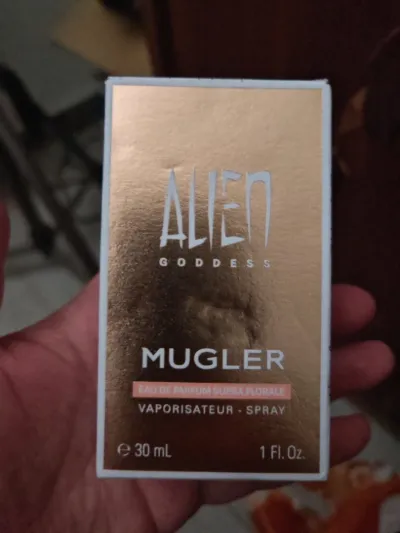 ALIEN
GODDESS
MUGLER
EAU DE PARFUM SUPRA FLORALE
VAPORISATEUR - SPRAY
℮ 30 mL 1 Fl. Oz.